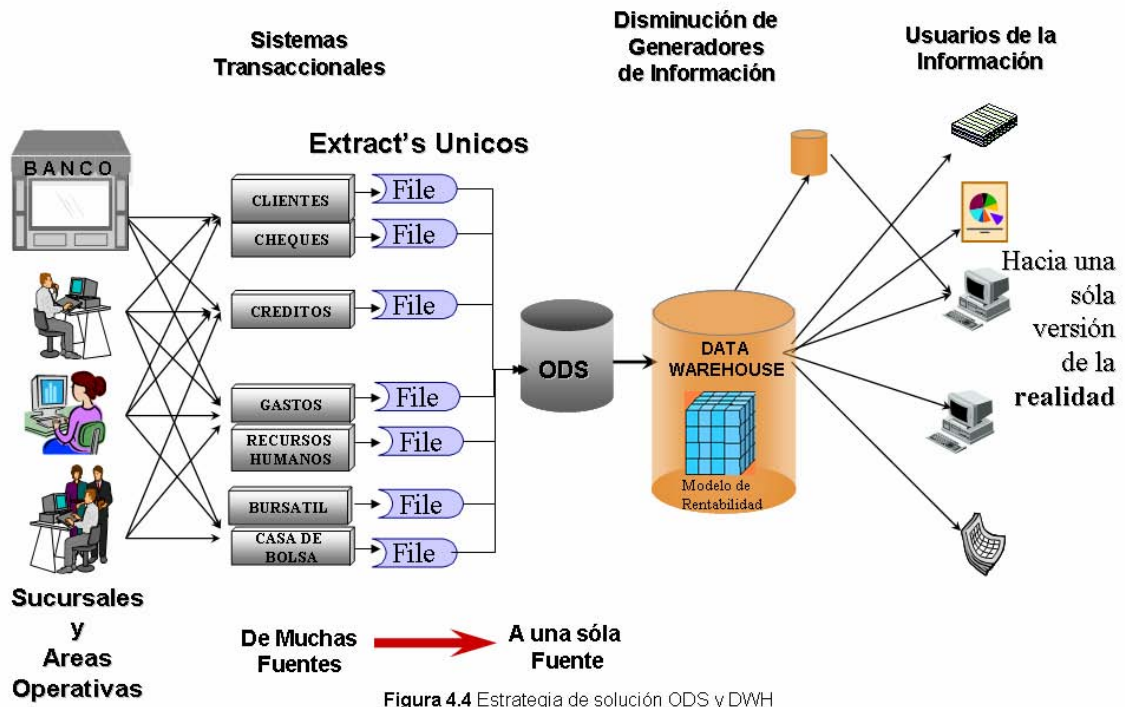 Sistemas
Transaccionales
Disminución de
Generadores
de Información
Usuarios de la
Información
BANCO
Extract's Unicos
CLIENTES
File
CHEQUES
File
CREDITOS
File
GASTOS
File
RECURSOS
HUMANOS
File
BURSATIL
File
CASA DE
BOLSA
File
ODS
DATA
WAREHOUSE
Modelo de
Rentabilidad
Hacia una
sóla
versión
de la
realidad
Sucursales
y
Areas
Operativas
De Muchas
Fuentes
A una sóla
Fuente
Figura 4.4 Estrategia de solución ODS y DWH